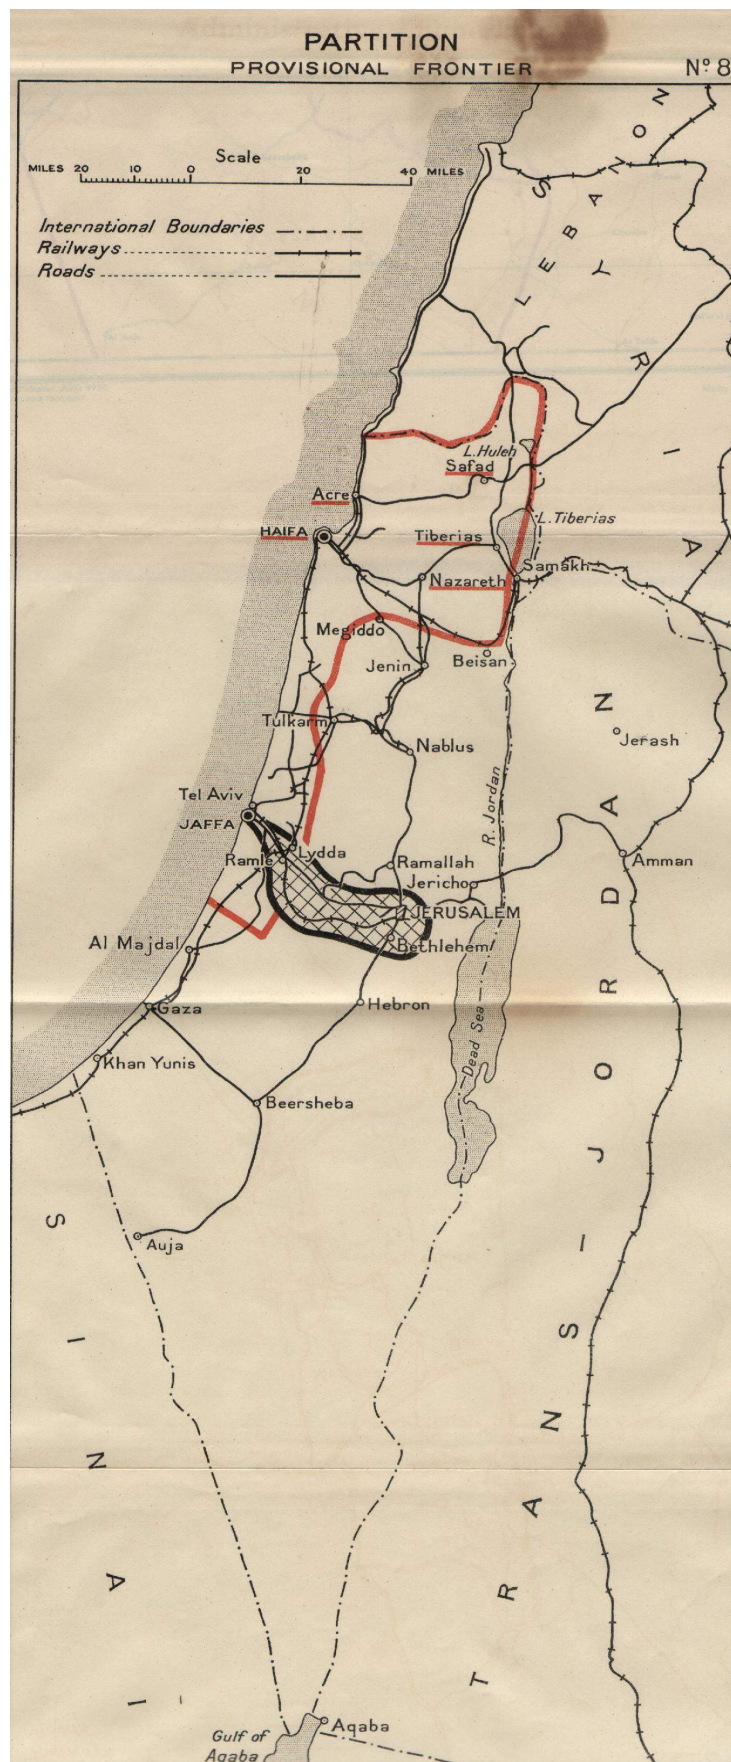 PARTITION
PROVISIONAL FRONTIER
Nº 8
Scale
MILES 20 10 0 20 40 MILES
International Boundaries
Railways
Roads
LEBANON
SYRIA
L. Huleh
Safad
Acre
L. Tiberias
HAIFA
Tiberias
Samakh
Nazareth
Megiddo
Beisan
Jenin
Tulkarm
Jerash
Nablus
R. Jordan
Tel Aviv
JAFFA
Lydda
Ramle
Ramallah
Amman
Jericho
JERUSALEM
Al Majdal
Bethlehem
Hebron
Gaza
Dead Sea
Khan Yunis
Beersheba
Auja
SINAI
TRANS-JORDAN
Aqaba
Gulf of
Aqaba